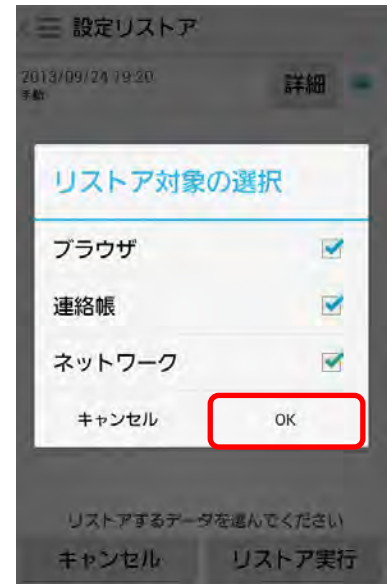 設定リストア
2013/09/24 19:20
手動
詳細
リストア対象の選択
ブラウザ
連絡帳
ネットワーク
キャンセル OK
リストアするデータを選んでください
キャンセル リストア実行